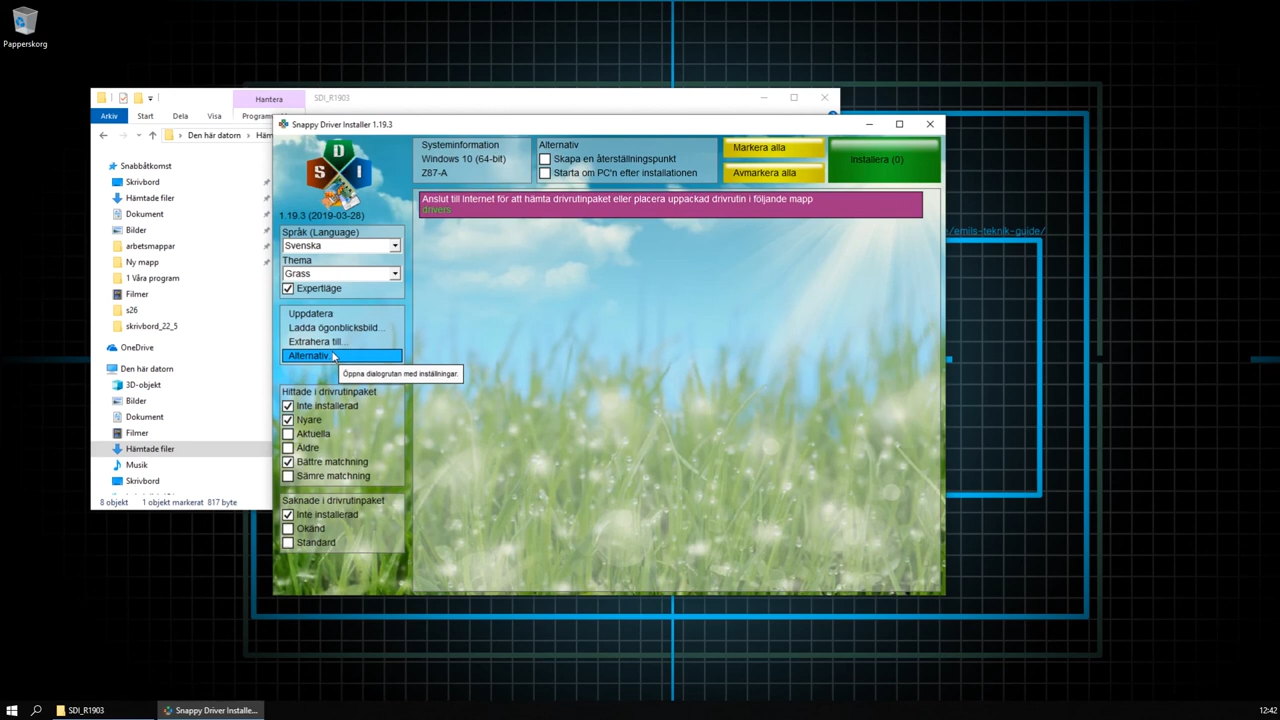 Papperskorg
Hantera
SDI_R1903
Arkiv
Start
Dela
Visa
Den här datorn
Snabbåtkomst
Skrivbord
Hämtade filer
Dokument
Bilder
arbetsmappar
Ny mapp
1 Våra program
Filmer
s26
skrivbord_22_5
OneDrive
Den här datorn
3D-objekt
Bilder
Dokument
Filmer
Hämtade filer
Musik
Skrivbord
8 objekt
1 objekt markerat 817 byte
Snappy Driver Installer 1.19.3
S D I
1.19.3 (2019-03-28)
Språk (Language)
Svenska
Thema
Grass
Expertläge
Uppdatera
Ladda ögonblicksbild...
Extrahera till...
Alternativ...
Öppna dialogrutan med inställningar.
Hittade i drivrutinpaket
Inte installerad
Nyare
Aktuella
Äldre
Bättre matchning
Sämre matchning
Saknade i drivrutinpaket
Inte installerad
Okänd
Standard
Systeminformation
Windows 10 (64-bit)
Z87-A
Alternativ
Skapa en återställningspunkt
Starta om PC'n efter installationen
Markera alla
Avmarkera alla
Installera (0)
Anslut till Internet för att hämta drivrutinpaket eller placera uppackad drivrutin i följande mapp
drivers
/emils-teknik-guide/
SDI_R1903
Snappy Driver Installe...
12:42